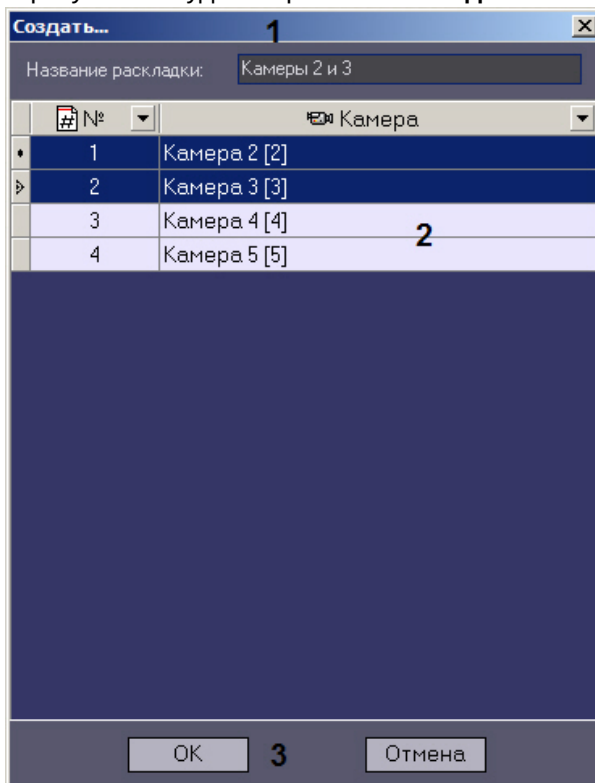 Создать... 1
Название раскладки: Камеры 2 и 3
№ Камера
1 Камера 2 [2]
2 Камера 3 [3]
3 Камера 4 [4]
2
4 Камера 5 [5]
OK 3 Отмена